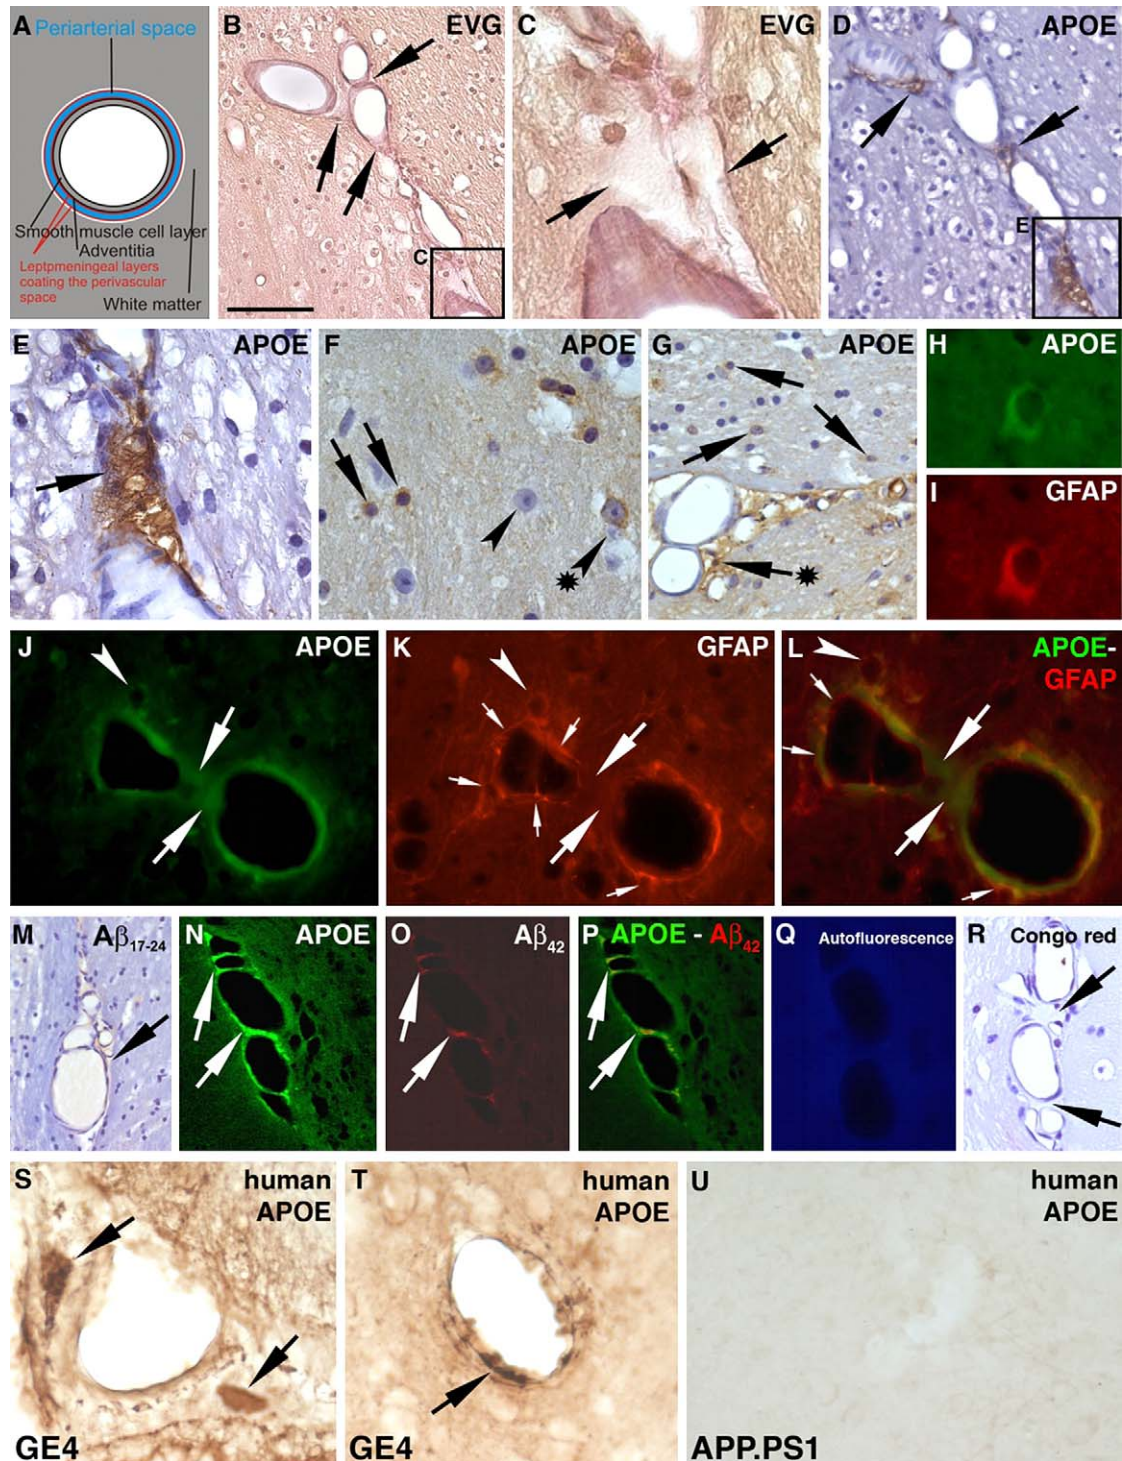 A Periarterial space
Smooth muscle cell layer
Adventitia
Leptpmeningeal layers
coating the perivascular
space
White matter
B EVG
C
C EVG
D APOE
E
E APOE
F APOE
G APOE
H APOE
I GFAP
J APOE
K GFAP
L APOE-
GFAP
M Aβ17-24
N APOE
O Aβ42
P APOE - Aβ42
Q Autofluorescence
R Congo red
S human
APOE
GE4
T human
APOE
GE4
U human
APOE
APP.PS1